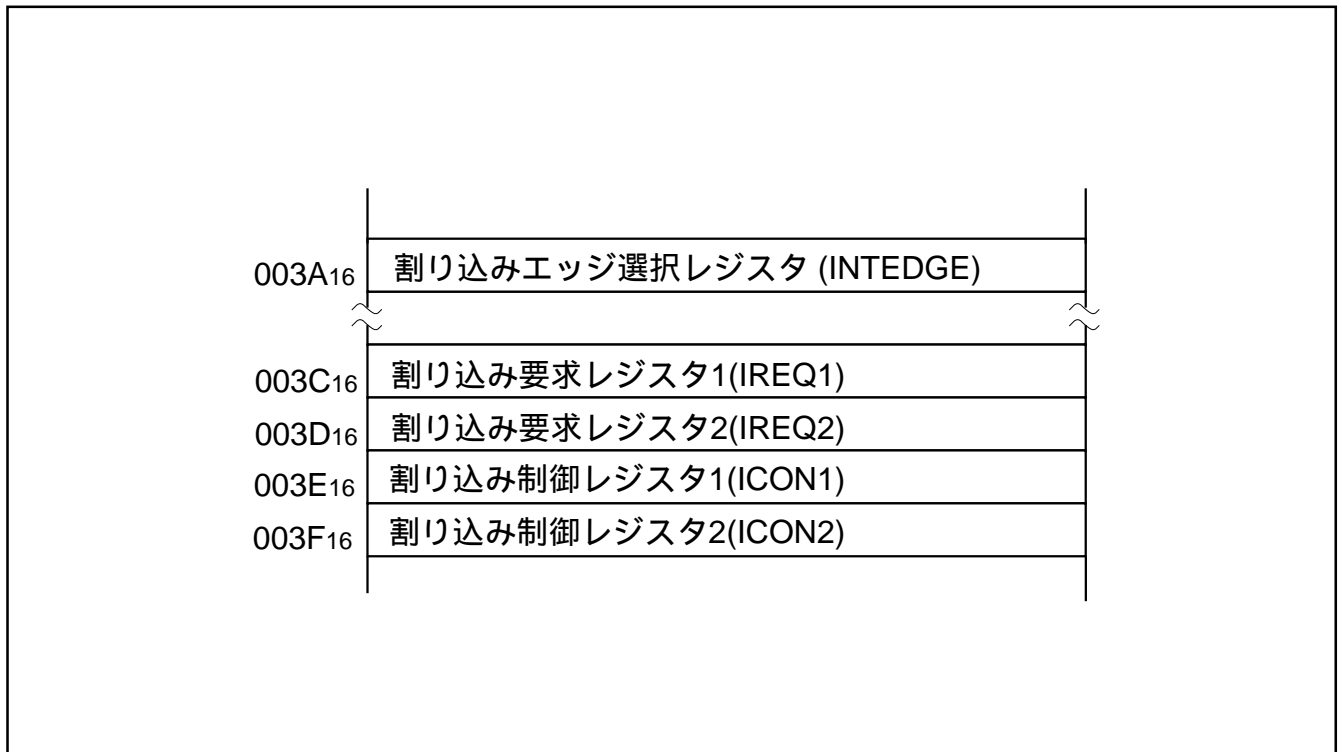 003A16 割り込みエッジ選択レジスタ (INTEDGE)
003C16 割り込み要求レジスタ1(IREQ1)
003D16 割り込み要求レジスタ2(IREQ2)
003E16 割り込み制御レジスタ1(ICON1)
003F16 割り込み制御レジスタ2(ICON2)